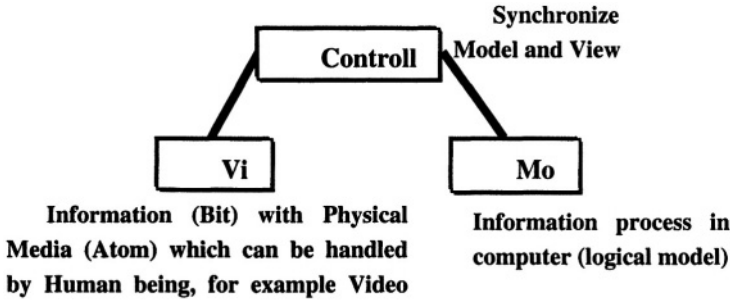 Synchronize
Model and View
Controll
Vi
Mo
Information (Bit) with Physical
Media (Atom) which can be handled
by Human being, for example Video
Information process in
computer (logical model)